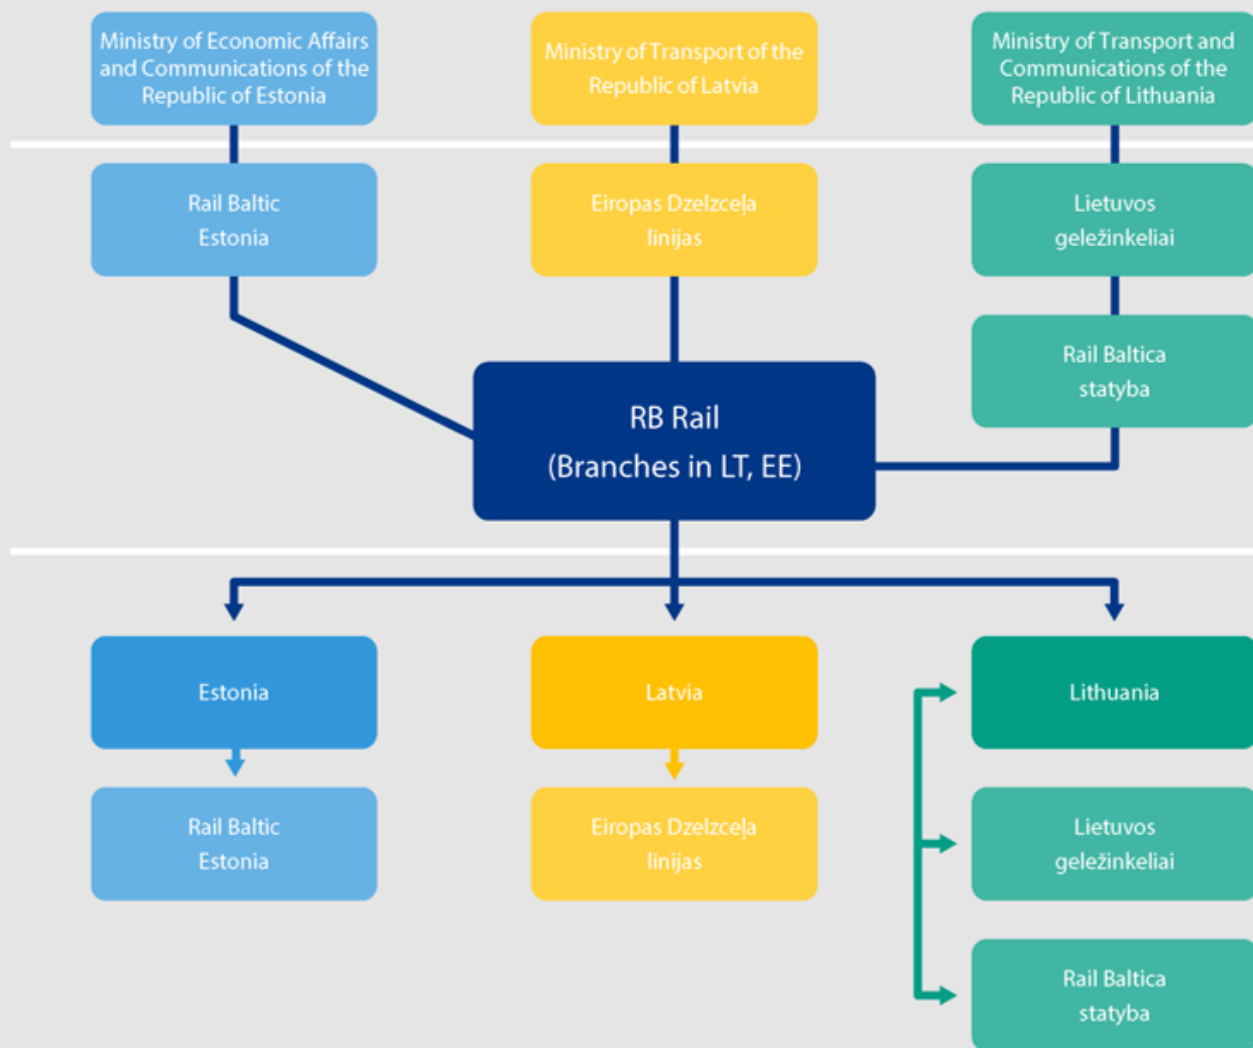 Ministry of Economic Affairs
and Communications of the
Republic of Estonia
Ministry of Transport of the
Republic of Latvia
Ministry of Transport and
Communications of the
Republic of Lithuania
Rail Baltic
Estonia
Eiropas Dzelzceļa
līnijas
Lietuvos
geležinkeliai
Rail Baltica
statyba
RB Rail
(Branches in LT, EE)
Estonia
Latvia
Lithuania
Rail Baltic
Estonia
Eiropas Dzelzceļa
līnijas
Lietuvos
geležinkeliai
Rail Baltica
statyba